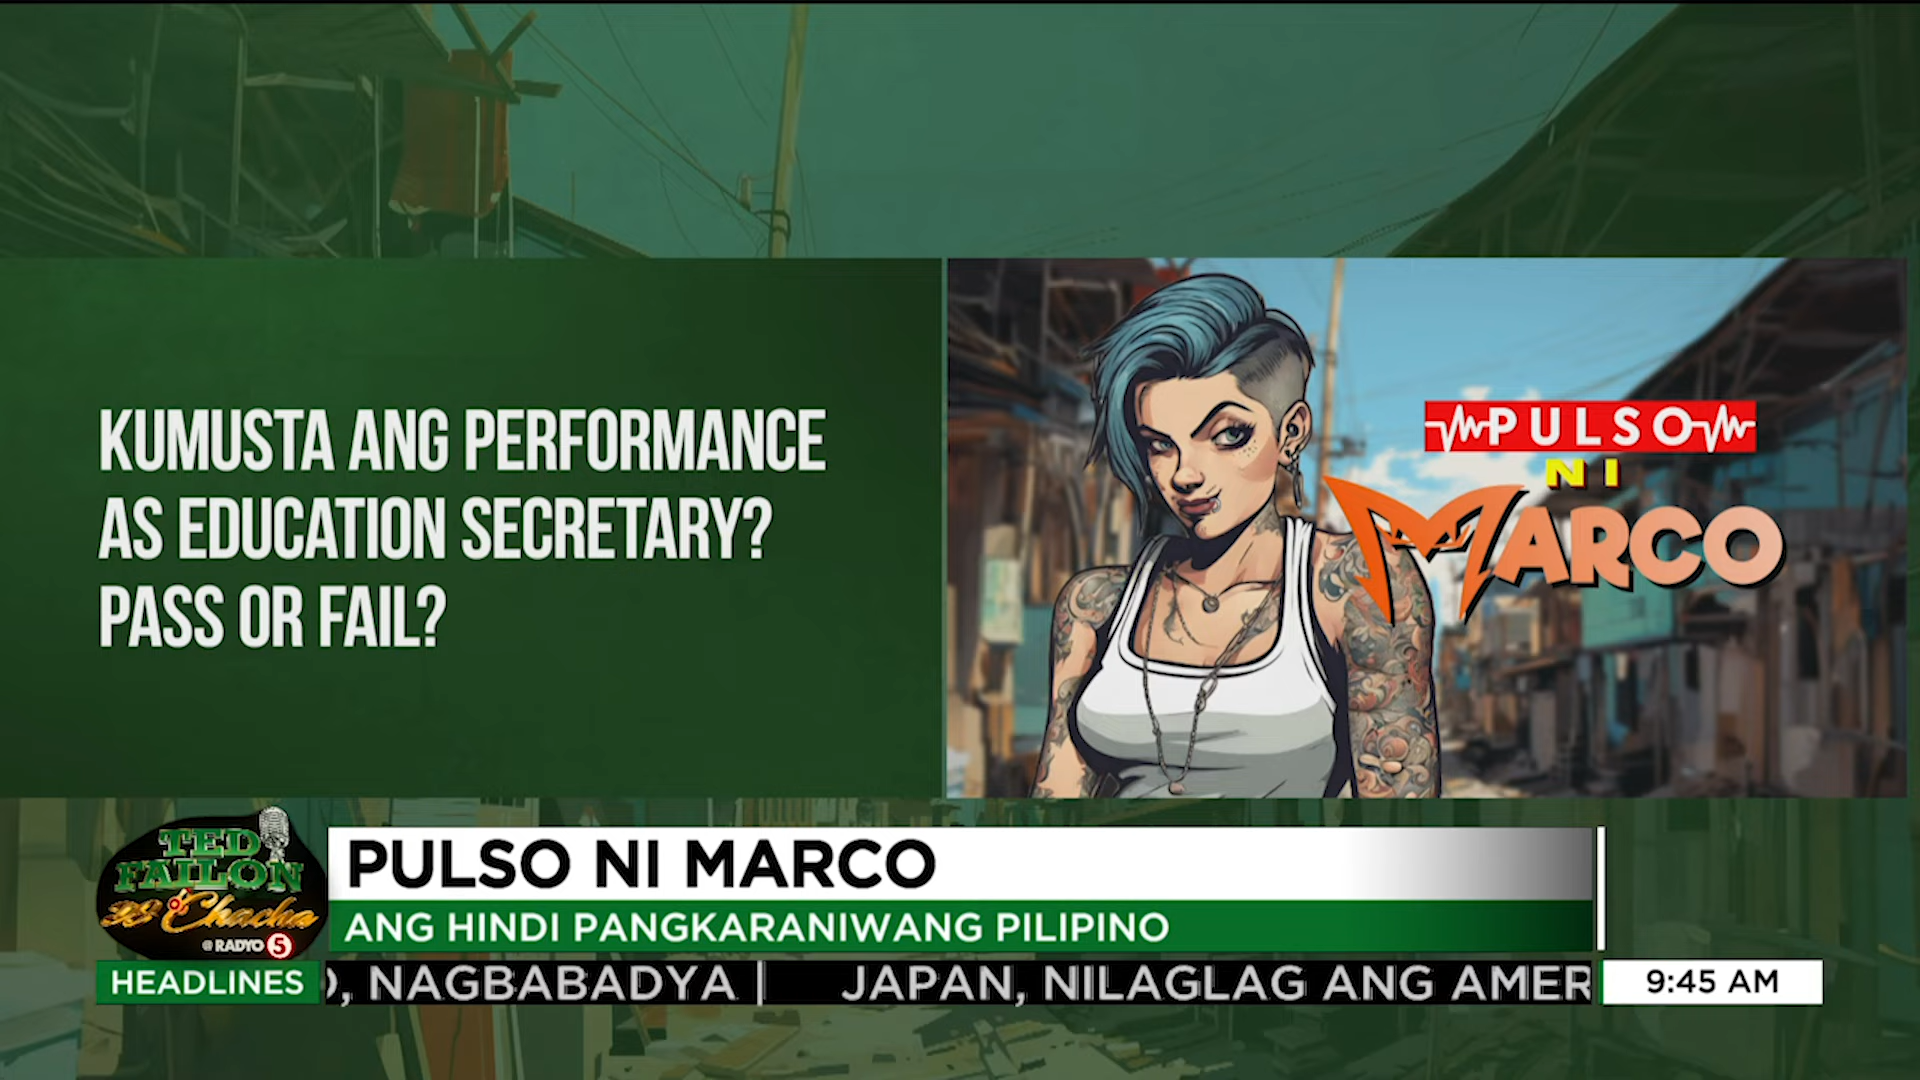 KUMUSTA ANG PERFORMANCE
AS EDUCATION SECRETARY?
PASS OR FAIL?
PULSO
NI
MARCO
TED
FAILON
Chacha
@ RADYO 5
PULSO NI MARCO
ANG HINDI PANGKARANIWANG PILIPINO
HEADLINES
, NAGBABADYA | JAPAN, NILAGLAG ANG AMER
9:45 AM